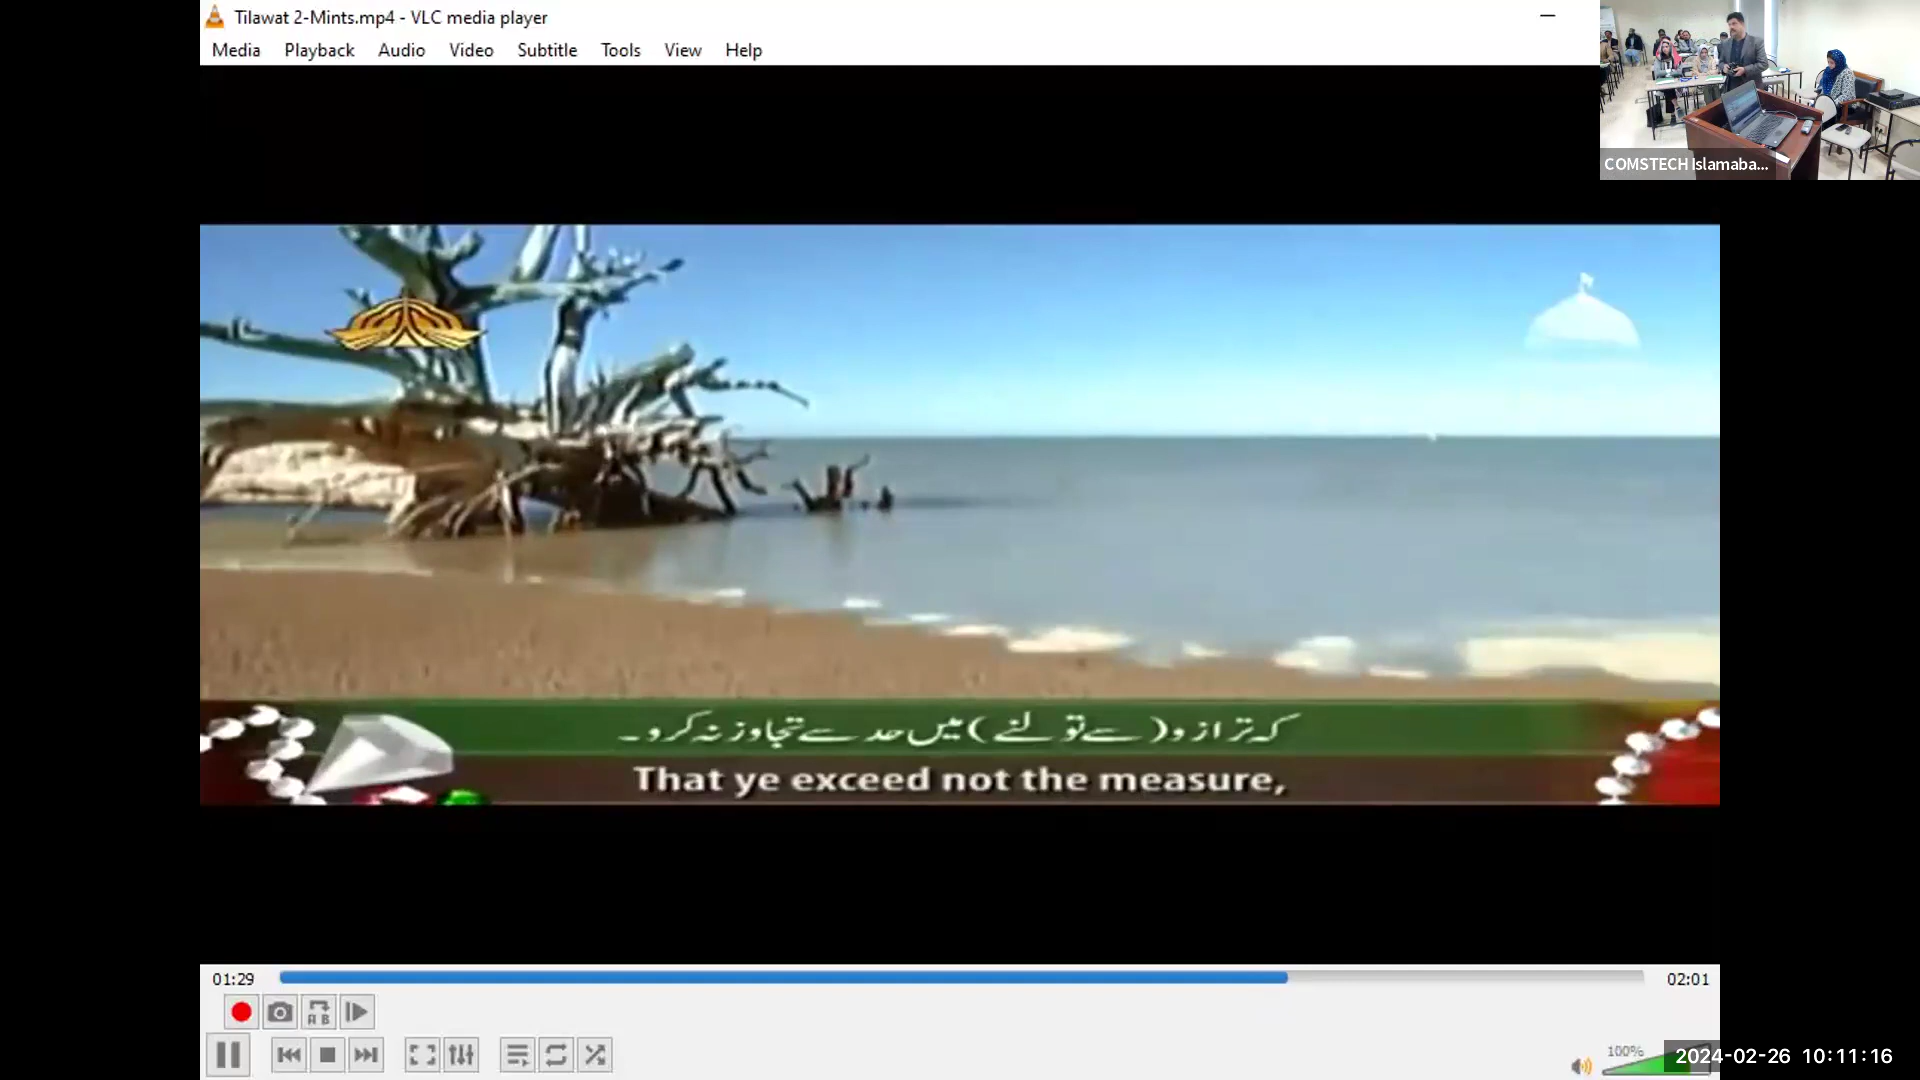 Tilawat 2-Mints.mp4 - VLC media player
Media Playback Audio Video Subtitle Tools View Help
COMSTECH Islamaba...
کہ ترازو (سے تولنے) میں حد سے تجاوز نہ کرو۔
That ye exceed not the measure,
01:29
02:01
A B
100%
2024-02-26 10:11:16